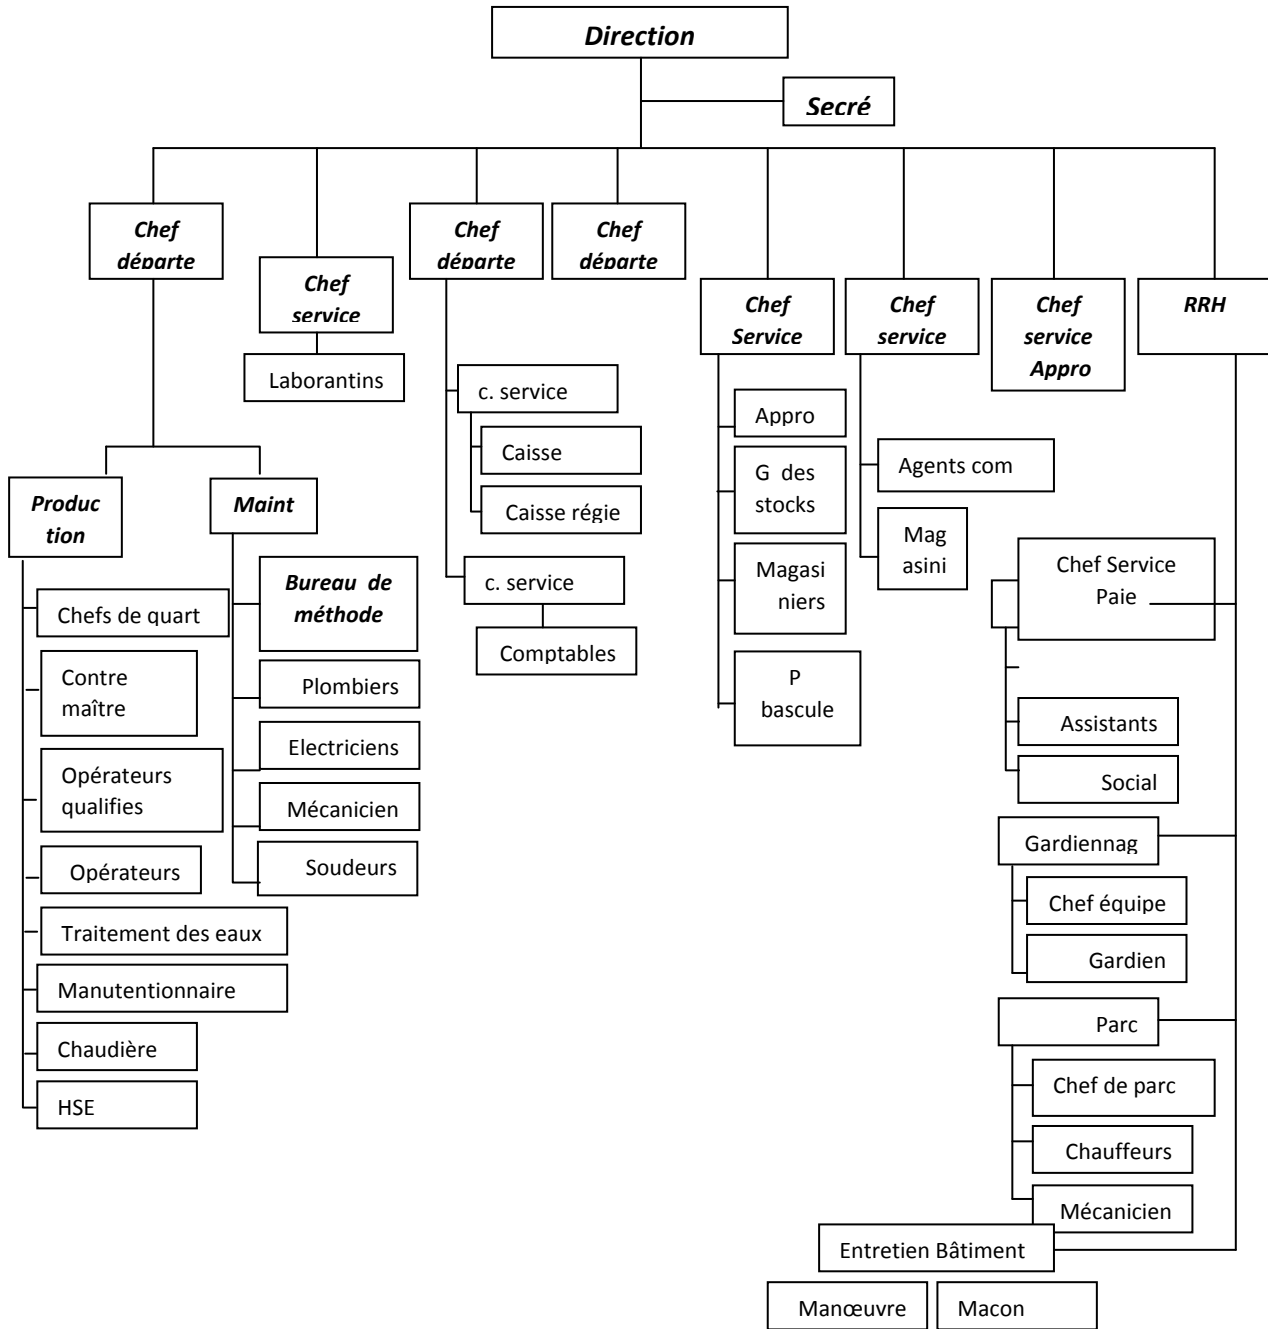 Direction
Secré
Chef
départe
Chef
service
Laborantins
Chef
départe
Chef
départe
Chef
Service
Chef
service
Chef
service
Appro
RRH
Produc
tion
Chefs de quart
Contre
maître
Opérateurs
qualifies
Opérateurs
Traitement des eaux
Manutentionnaire
Chaudière
HSE
Maint
Bureau de
méthode
Plombiers
Electriciens
Mécanicien
Soudeurs
c. service
Caisse
Caisse régie
c. service
Comptables
Appro
G des
stocks
Magasi
niers
P
bascule
Agents com
Mag
asini
Chef Service
Paie
Assistants
Social
Gardiennag
Chef équipe
Gardien
Parc
Chef de parc
Chauffeurs
Mécanicien
Entretien Bâtiment
Manœuvre
Macon